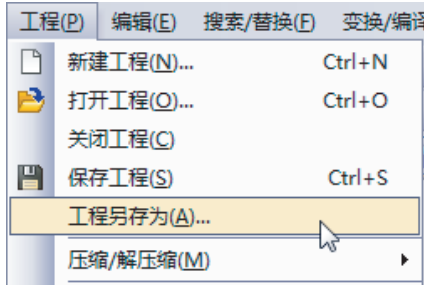 工程(P) 编辑(E) 搜索/替换(F) 变换/编译
新建工程(N)... Ctrl+N
打开工程(O)... Ctrl+O
关闭工程(C)
保存工程(S) Ctrl+S
工程另存为(A)...
压缩/解压缩(M)